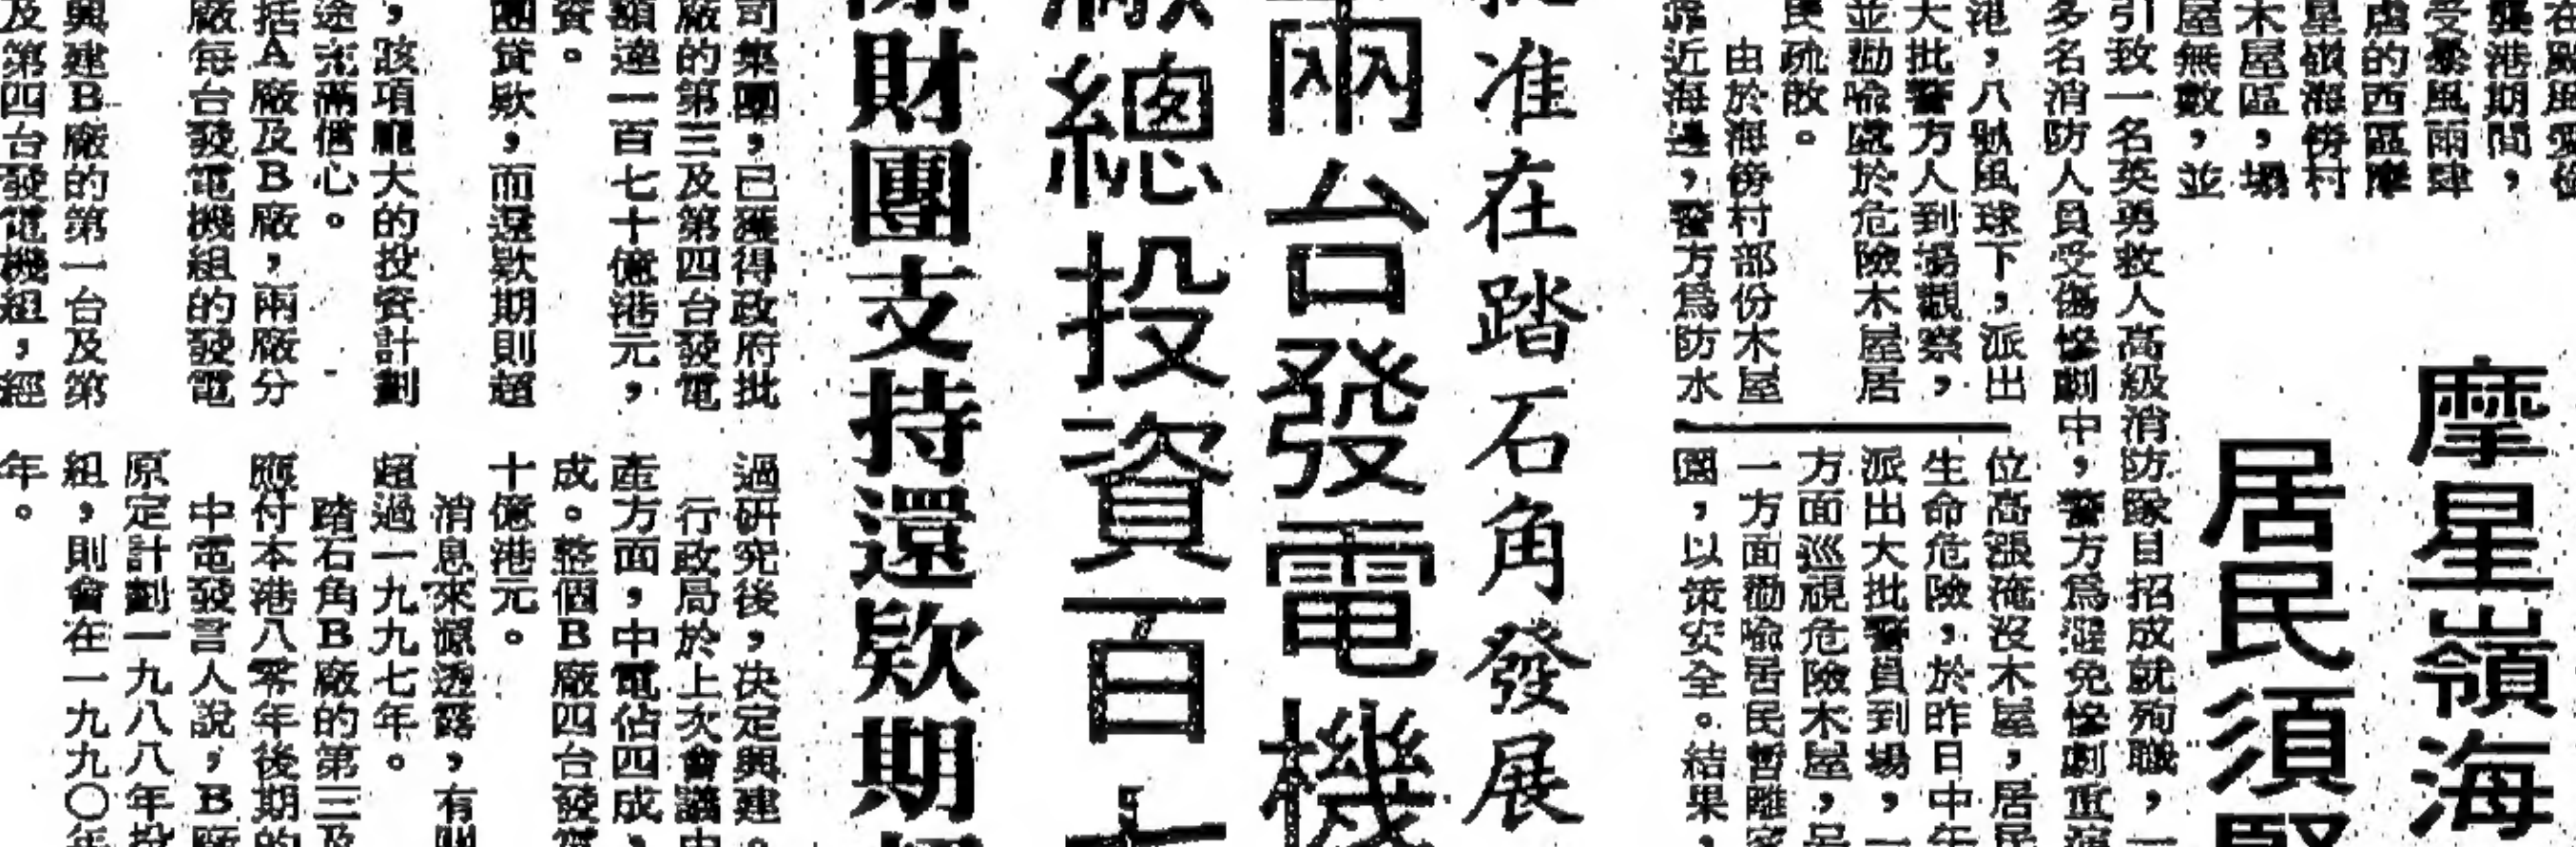 摩星嶺海
居民須
張港期間，
受暴風雨肆
虐的西區摩
星嶺海傍村
木屋區，塌
屋無數，並
引致一名英勇救人高級消防隊目招成就殉職，一
多名消防人員受傷慘劇中，警方爲避免慘劇重演
港，八號風球下，派出
大批警方人到場觀察，
並勸喻處於危險木屋居
民疏散。
由於海傍村部份木屋
靠近海邊，警方爲防水
位高漲淹沒木屋，居民
生命危險，於昨日中午
派出大批警員到場，一
方面巡視危險木屋，
一方面勸喻居民暫離
園，以策安全。結果，
准在踏石角發展
兩台發電機
廠總投資百七
財團支持還欵期
司集團，已獲得政府批
廠的第三及第四台發電
額達一百七十億港元，
資。
團貸欵，而還欵期則超
，該項龐大的投資計劃
途充滿信心。
括A廠及B廠，兩廠分
廠每台發電機組的發電
興建B廠的第一台及第
及第四台發電機組，經
過研究後，決定興建。
行政局於上次會議中
產方面，中電佔四成，
成。整個B廠四台發電
十億港元。
消息來源透露，有關
超過一九九七年。
踏石角B廠的第三及
應付本港八零年後期的
中電發言人說，B廠
原定計劃一九八八年投
組，則會在一九九〇年
年。